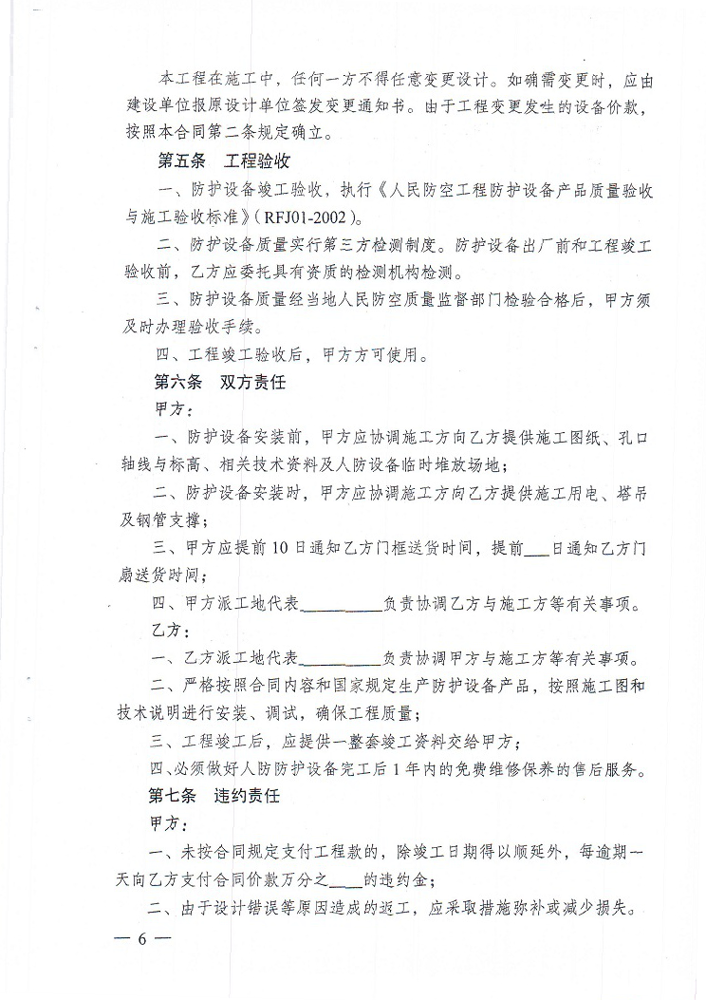 本工程在施工中，任何一方不得任意变更设计。如确需变更时，应由
建设单位报原设计单位签发变更通知书。由于工程变更发生的设备价款，
按照本合同第二条规定确立。
第五条　工程验收
一、防护设备竣工验收，执行《人民防空工程防护设备产品质量验收
与施工验收标准》（RFJ01-2002）。
二、防护设备质量实行第三方检测制度。防护设备出厂前和工程竣工
验收前，乙方应委托具有资质的检测机构检测。
三、防护设备质量经当地人民防空质量监督部门检验合格后，甲方须
及时办理验收手续。
四、工程竣工验收后，甲方方可使用。
第六条　双方责任
甲方：
一、防护设备安装前，甲方应协调施工方向乙方提供施工图纸、孔口
轴线与标高、相关技术资料及人防设备临时堆放场地；
二、防护设备安装时，甲方应协调施工方向乙方提供施工用电、塔吊
及钢管支撑；
三、甲方应提前 10 日通知乙方门框送货时间，提前___日通知乙方门
扇送货时间；
四、甲方派工地代表__________负责协调乙方与施工方等有关事项。
乙方：
一、乙方派工地代表__________负责协调甲方与施工方等有关事项。
二、严格按照合同内容和国家规定生产防护设备产品，按照施工图和
技术说明进行安装、调试，确保工程质量；
三、工程竣工后，应提供一整套竣工资料交给甲方；
四、必须做好人防防护设备完工后 1 年内的免费维修保养的售后服务。
第七条　违约责任
甲方：
一、未按合同规定支付工程款的，除竣工日期得以顺延外，每逾期一
天向乙方支付合同价款万分之____的违约金；
二、由于设计错误等原因造成的返工，应采取措施弥补或减少损失。
— 6 —